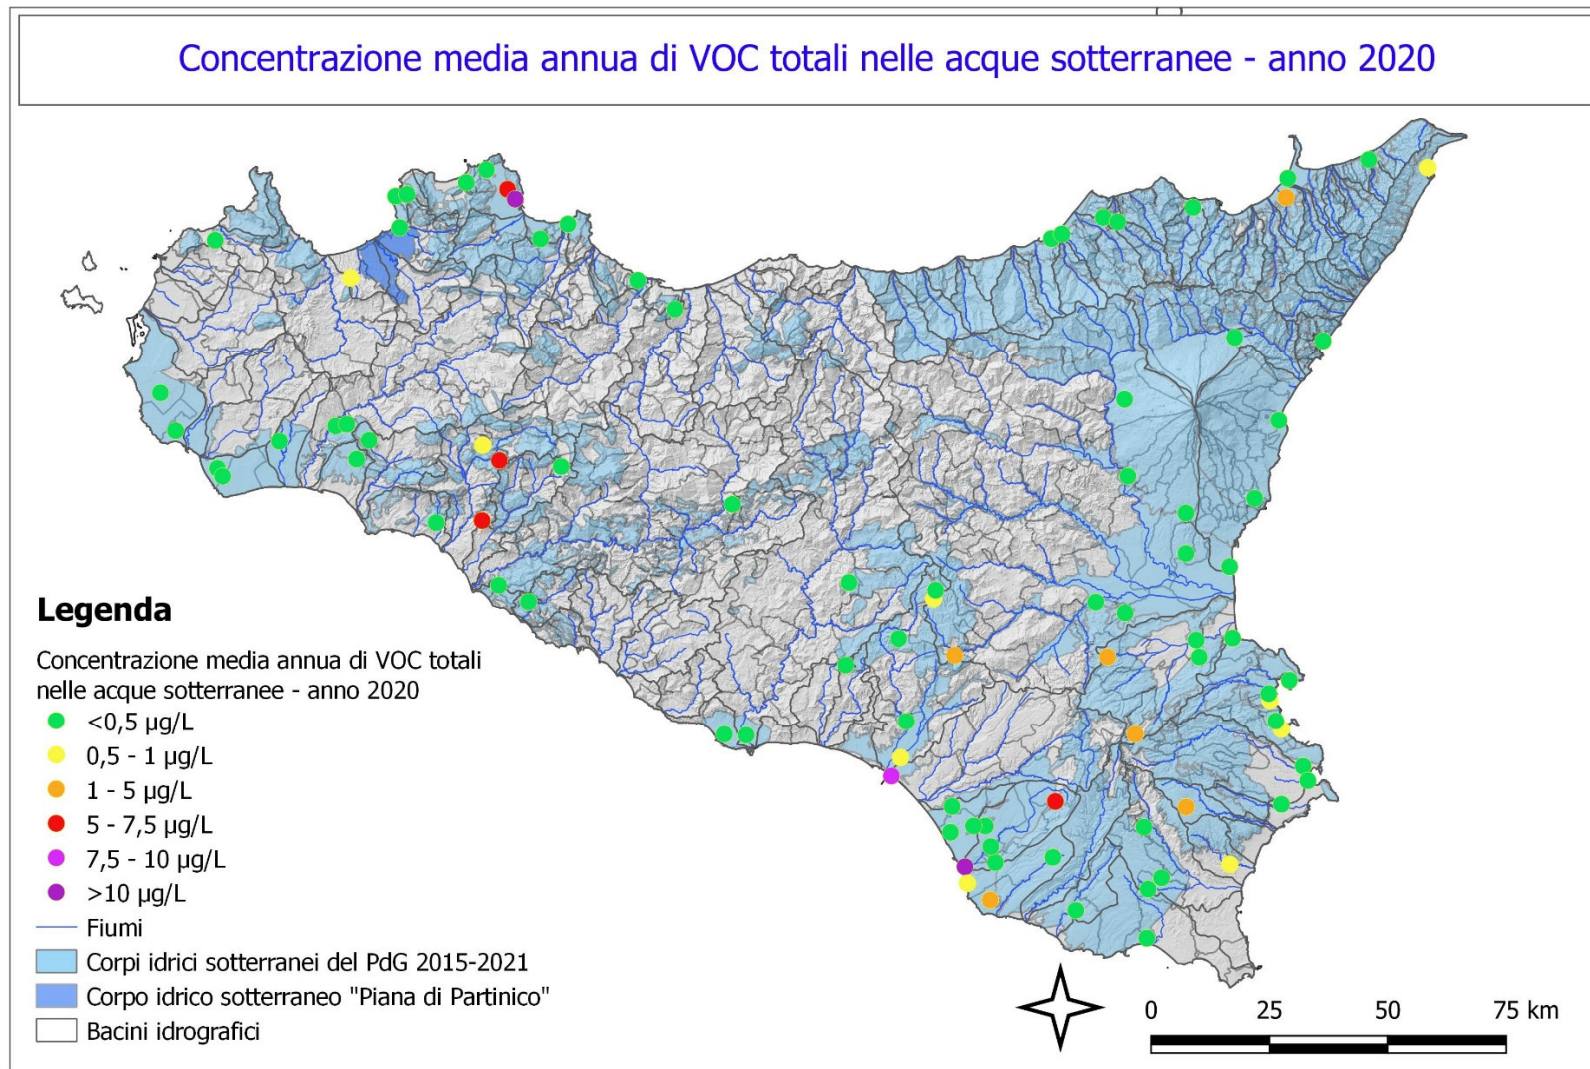 Concentrazione media annua di VOC totali nelle acque sotterranee - anno 2020
Legenda
Concentrazione media annua di VOC totali
nelle acque sotterranee - anno 2020
<0,5 µg/L
0,5 - 1 µg/L
1 - 5 µg/L
5 - 7,5 µg/L
7,5 - 10 µg/L
>10 µg/L
Fiumi
Corpi idrici sotterranei del PdG 2015-2021
Corpo idrico sotterraneo "Piana di Partinico"
Bacini idrografici
0 25 50 75 km